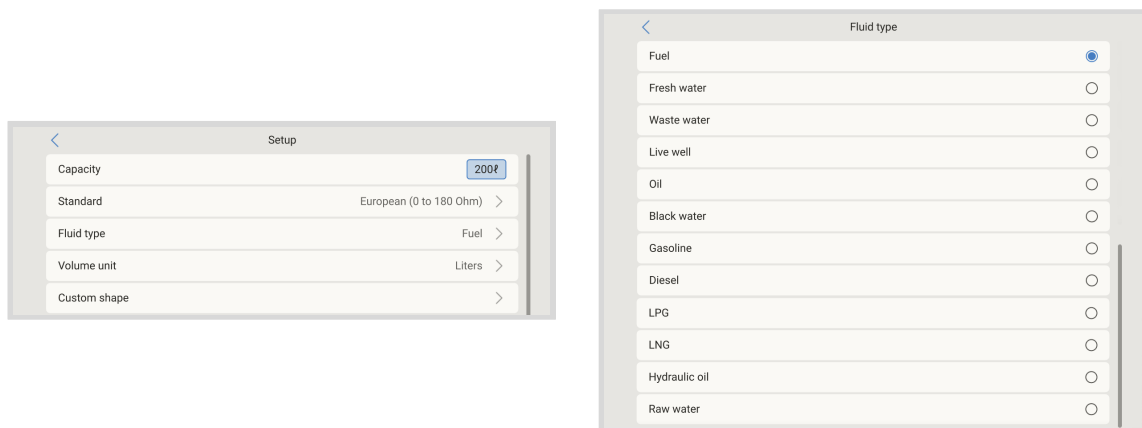 Setup
Capacity 200ℓ
Standard European (0 to 180 Ohm)
Fluid type Fuel
Volume unit Liters
Custom shape
Fluid type
Fuel
Fresh water
Waste water
Live well
Oil
Black water
Gasoline
Diesel
LPG
LNG
Hydraulic oil
Raw water